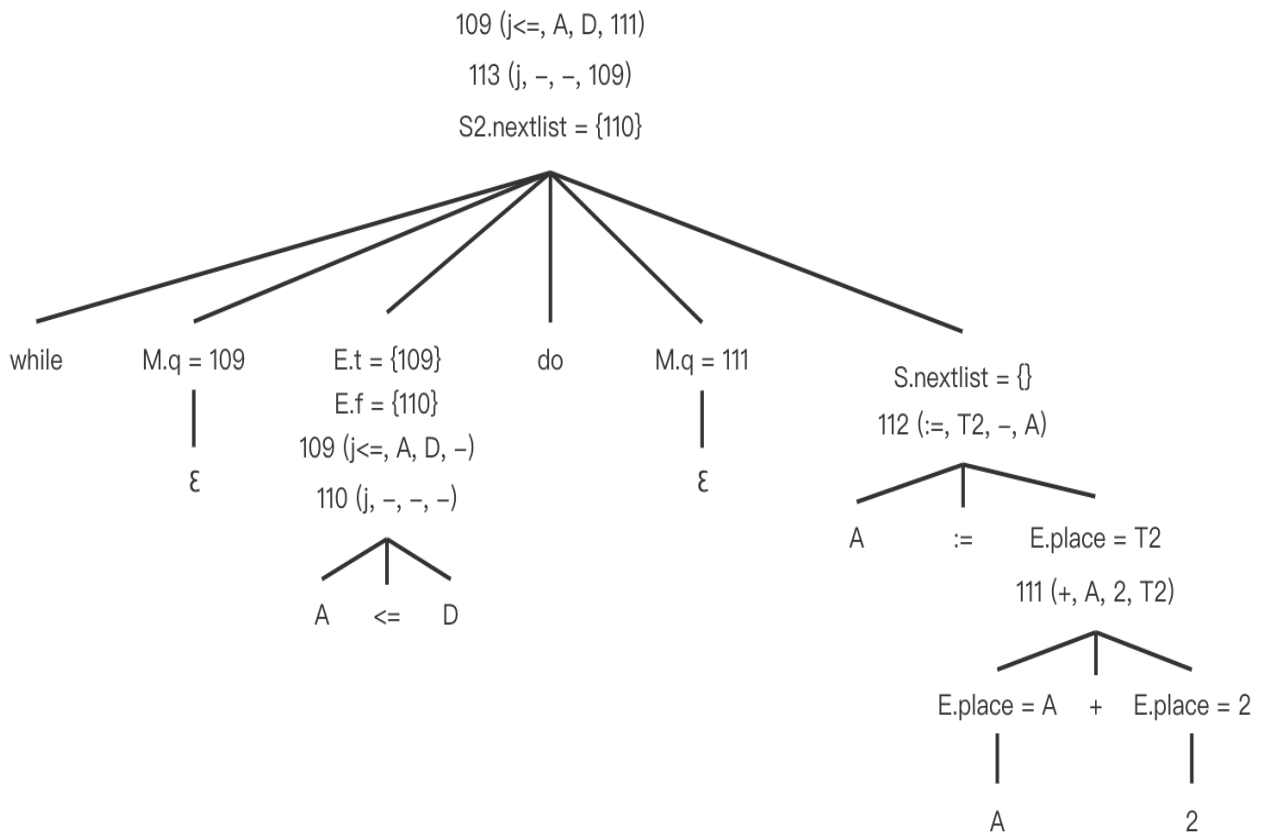 109 (j<=, A, D, 111)
113 (j, –, –, 109)
S2.nextlist = {110}
while
M.q = 109
E.t = {109}
do
M.q = 111
S.nextlist = {}
E.f = {110}
112 (:=, T2, –, A)
109 (j<=, A, D, –)
ε
110 (j, –, –, –)
ε
A
:=
E.place = T2
111 (+, A, 2, T2)
A
<=
D
E.place = A
+
E.place = 2
A
2